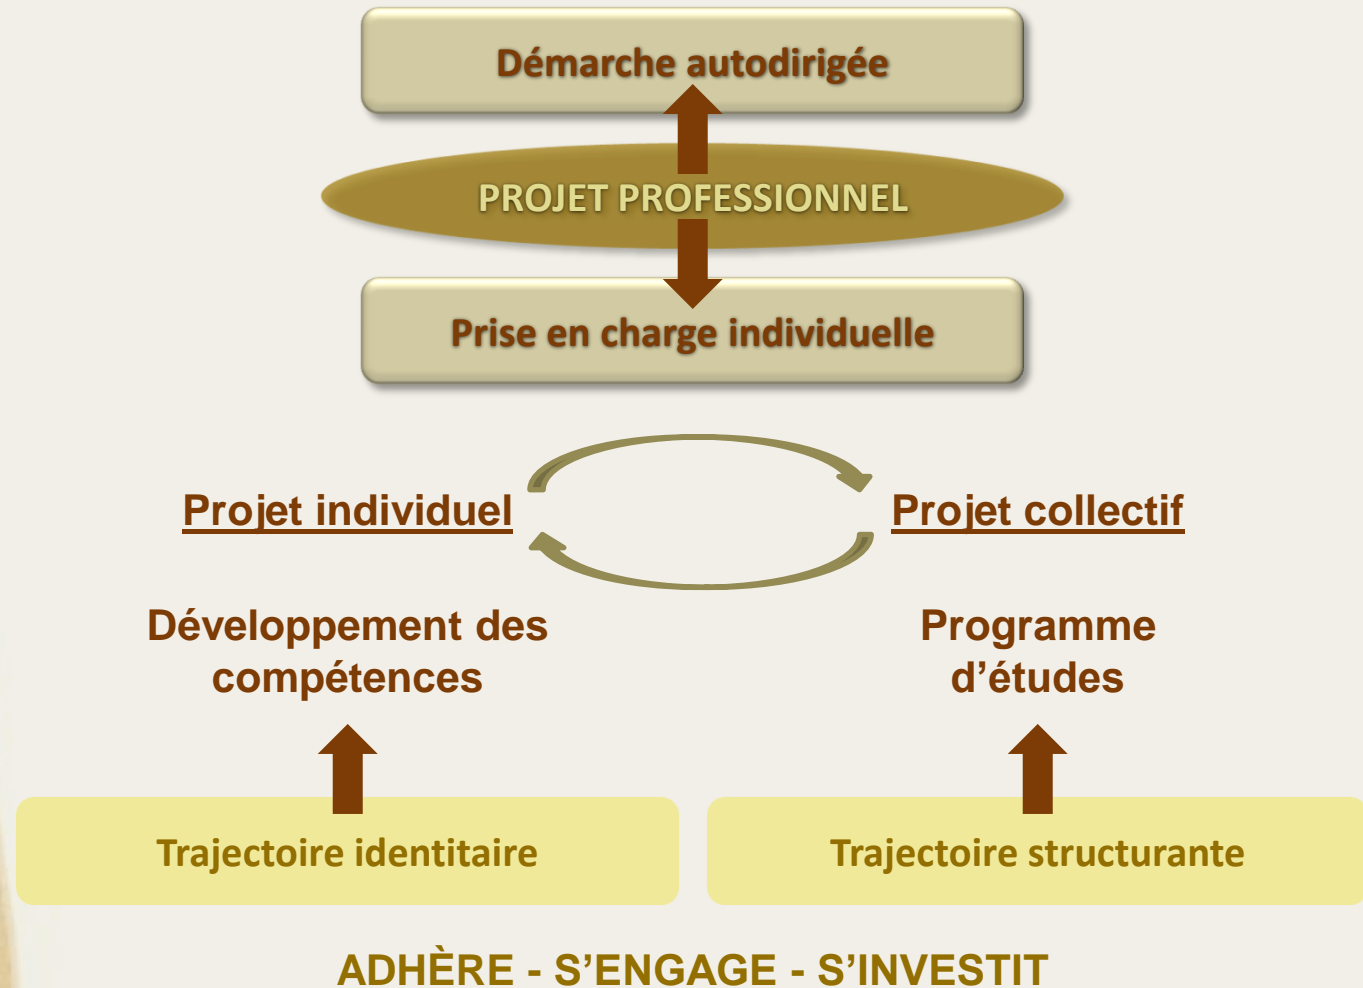 Démarche autodirigée
PROJET PROFESSIONNEL
Prise en charge individuelle
Projet individuel
Projet collectif
Développement des
compétences
Programme
d’études
Trajectoire identitaire
Trajectoire structurante
ADHÈRE - S’ENGAGE - S’INVESTIT